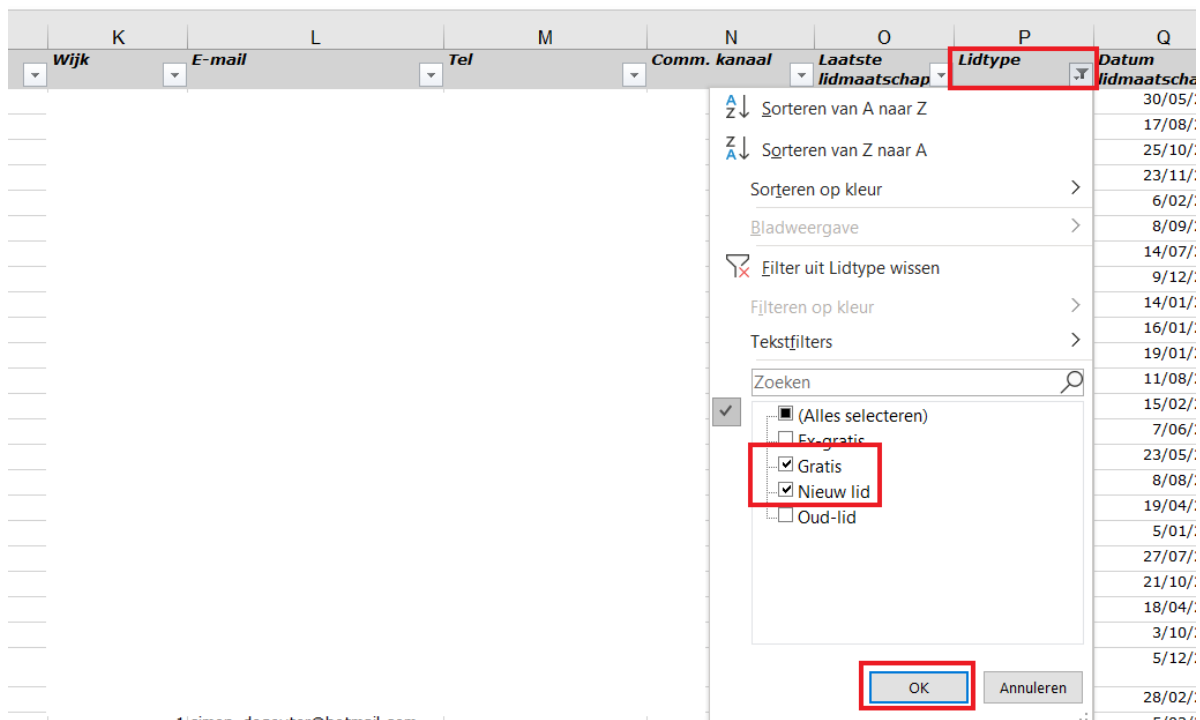 K L M N O P Q
Wijk E-mail Tel Comm. kanaal Laatste lidmaatschap Lidtype Datum lidmaatscha
Sorteren van A naar Z
Sorteren van Z naar A
Sorteren op kleur
Bladweergave
Filter uit Lidtype wissen
Filteren op kleur
Tekstfilters
Zoeken
(Alles selecteren)
Ex-gratis
Gratis
Nieuw lid
Oud-lid
OK Annuleren
30/05/
17/08/
25/10/
23/11/
6/02/
8/09/
14/07/
9/12/
14/01/
16/01/
19/01/
11/08/
15/02/
7/06/
23/05/
8/08/
19/04/
5/01/
27/07/
21/10/
18/04/
3/10/
5/12/
28/02/